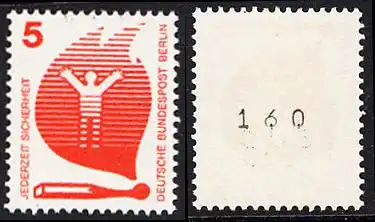 5
JEDERZEIT SICHERHEIT
DEUTSCHE BUNDESPOST BERLIN
160